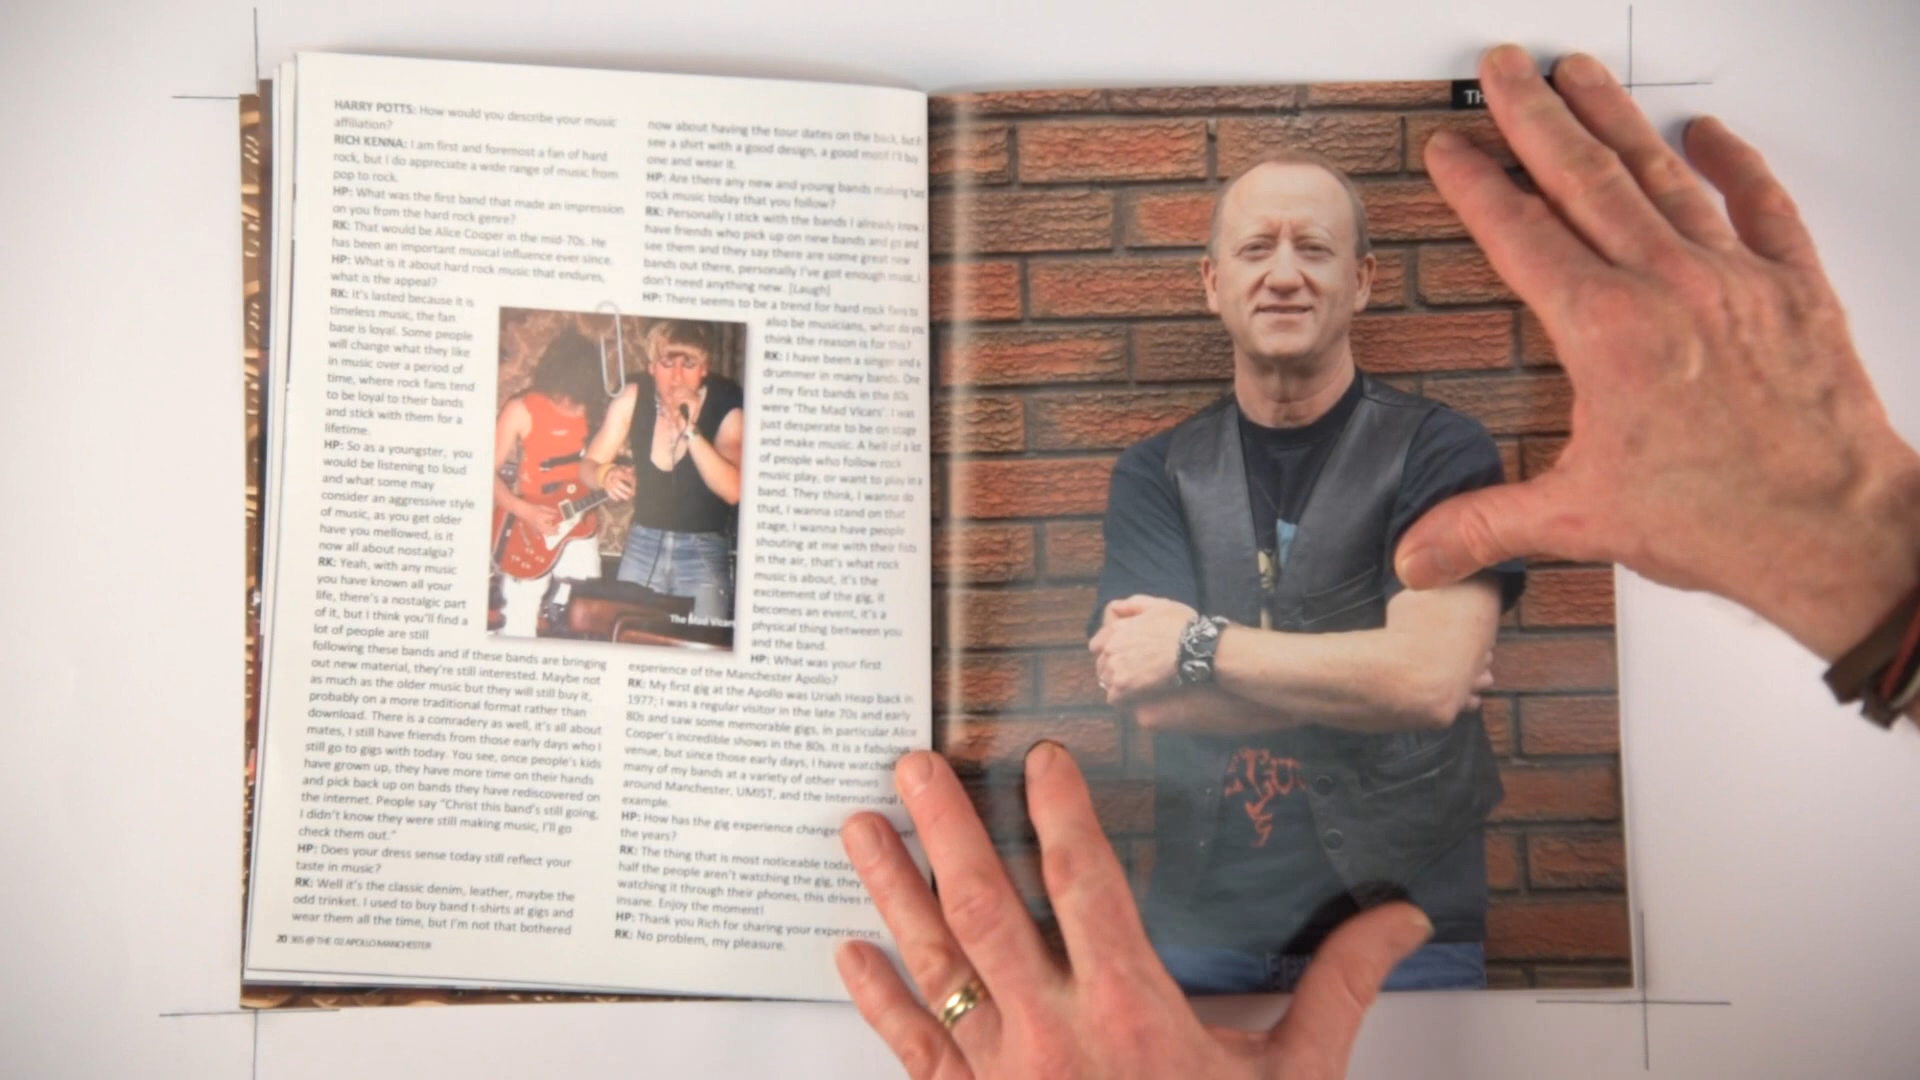 HARRY POTTS: How would you describe your music
affiliation?
RICH KENNA: I am first and foremost a fan of hard
rock, but I do appreciate a wide range of music from
pop to rock.
HP: What was the first band that made an impression
on you from the hard rock genre?
RK: That would be Alice Cooper in the mid-70s. He
has been an important musical influence ever since.
HP: What is it about hard rock music that endures,
what is the appeal?
RK: It's lasted because it is
timeless music, the fan
base is loyal. Some people
will change what they like
in music over a period of
time, where rock fans tend
to be loyal to their bands
and stick with them for a
lifetime.
HP: So as a youngster, you
would be listening to loud
and what some may
consider an aggressive style
of music, as you get older
have you mellowed, is it
now all about nostalgia?
RK: Yeah, with any music
you have known all your
life, there's a nostalgic part
of it, but I think you'll find a
lot of people are still
following these bands and if these bands are bringing
out new material, they're still interested. Maybe not
as much as the older music but they will still buy it,
probably on a more traditional format rather than
download. There is a comradery as well, it's all about
mates, I still have friends from those early days who I
still go to gigs with today. You see, once people's kids
have grown up, they have more time on their hands
and pick back up on bands they have rediscovered on
the internet. People say "Christ this band's still going,
I didn't know they were still making music, I'll go
check them out."
HP: Does your dress sense today still reflect your
taste in music?
RK: Well it's the classic denim, leather, maybe the
odd trinket. I used to buy band t-shirts at gigs and
wear them all the time, but I'm not that bothered
20 365 @ THE O2 APOLLO MANCHESTER
now about having the tour dates on the back, but if
see a shirt with a good design, a good motif I'll buy
one and wear it.
HP: Are there any new and young bands making hard
rock music today that you follow?
RK: Personally I stick with the bands I already know. I
have friends who pick up on new bands and go and
see them and they say there are some great new
bands out there, personally I've got enough music, I
don't need anything new. [Laugh]
HP: There seems to be a trend for hard rock fans to
also be musicians, what do you
think the reason is for this?
RK: I have been a singer and a
drummer in many bands. One
of my first bands in the 80s
were 'The Mad Vicars'. I was
just desperate to be on stage
and make music. A hell of a lot
of people who follow rock
music play, or want to play in a
band. They think, I wanna do
that, I wanna stand on that
stage, I wanna have people
shouting at me with their fists
in the air, that's what rock
music is about, it's the
excitement of the gig, it
becomes an event, it's a
physical thing between you
and the band.
HP: What was your first
experience of the Manchester Apollo?
RK: My first gig at the Apollo was Uriah Heap back in
1977; I was a regular visitor in the late 70s and early
80s and saw some memorable gigs, in particular Alice
Cooper's incredible shows in the 80s. It is a fabulous
venue, but since those early days, I have watched
many of my bands at a variety of other venues
around Manchester, UMIST, and the International
example.
HP: How has the gig experience changed over
the years?
RK: The thing that is most noticeable today
half the people aren't watching the gig, they
watching it through their phones, this drives
insane. Enjoy the moment!
HP: Thank you Rich for sharing your experiences.
RK: No problem, my pleasure.
The Mad Vicars